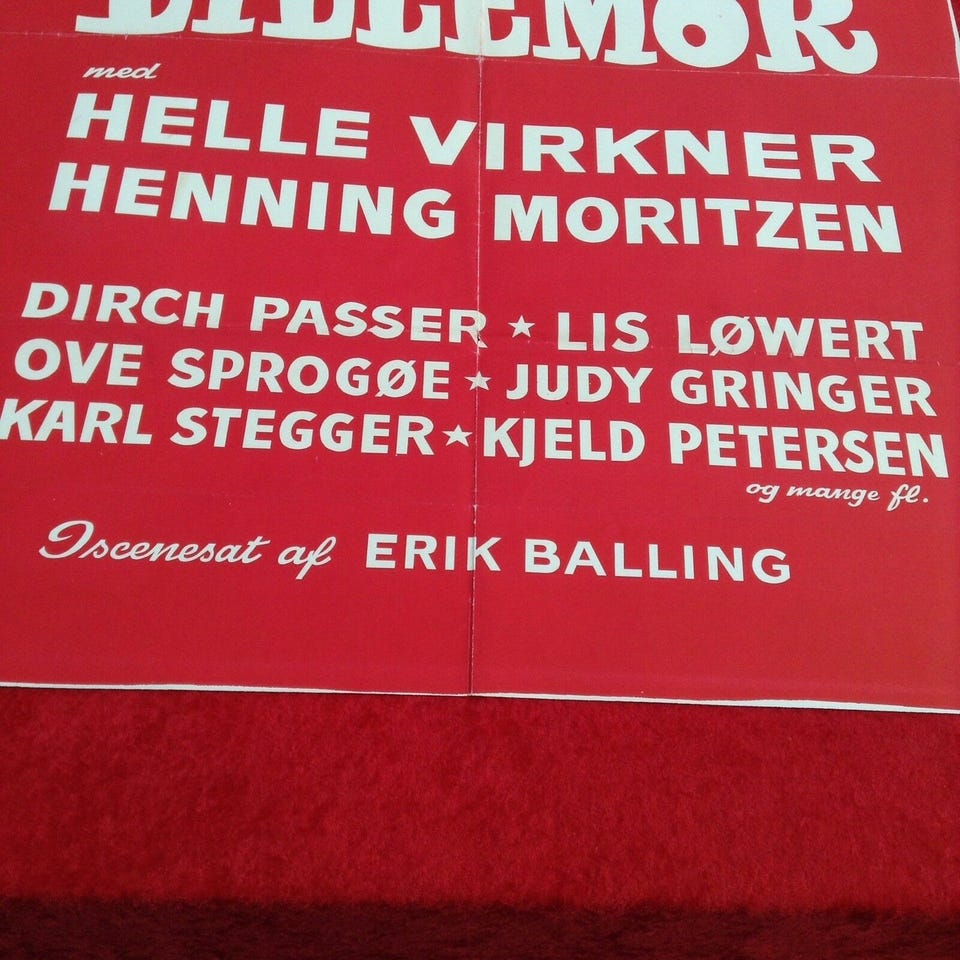 LILLEMOR
med
HELLE VIRKNER
HENNING MORITZEN
DIRCH PASSER ★ LIS LØWERT
OVE SPROGØE ★ JUDY GRINGER
KARL STEGGER ★ KJELD PETERSEN
og mange fl.
Iscenesat af ERIK BALLING